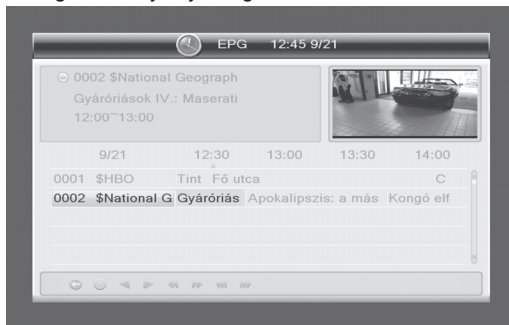 EPG 12:45 9/21
0002 $National Geograph
Gyáróriások IV.: Maserati
12:00~13:00
9/21 12:30 13:00 13:30 14:00
0001 $HBO Tint Fő utca C
0002 $National G Gyáróriás Apokalipszis: a más Kongó elf